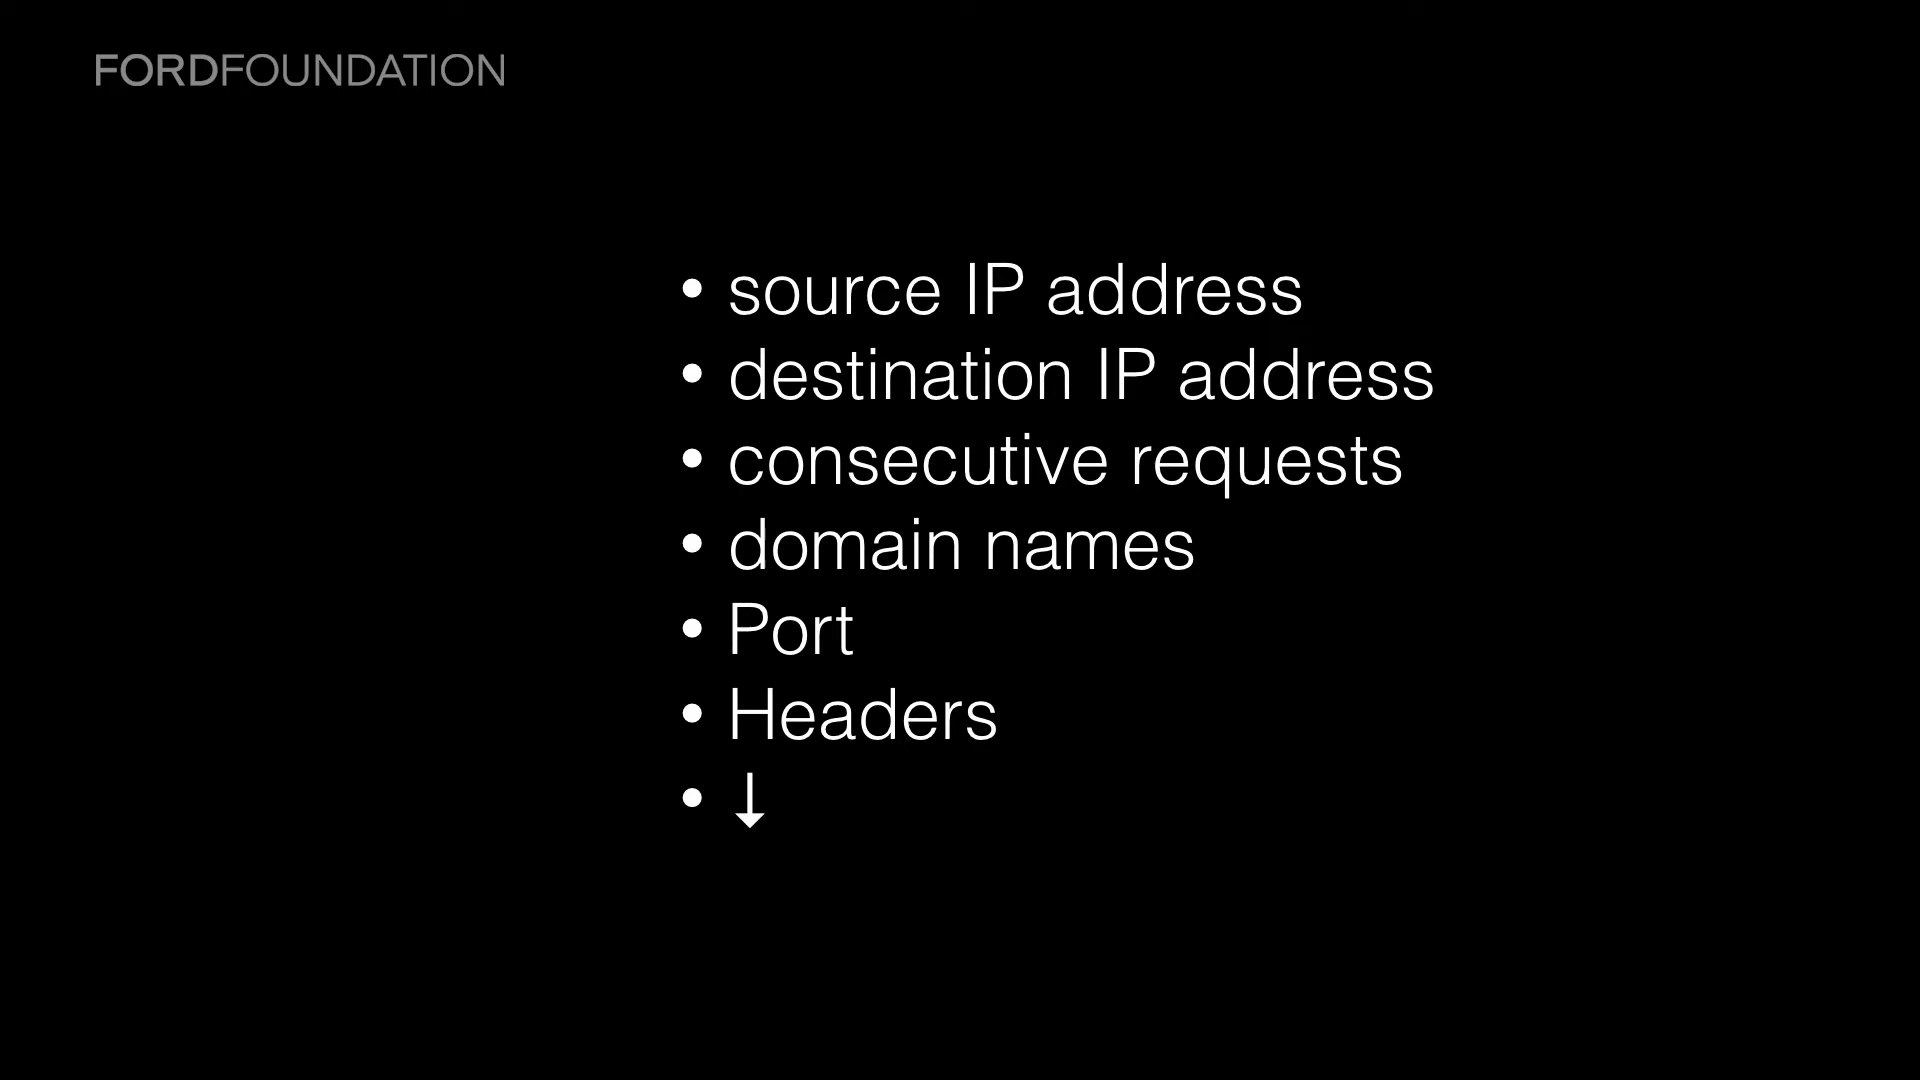 FORDFOUNDATION
• source IP address
• destination IP address
• consecutive requests
• domain names
• Port
• Headers
• ↓